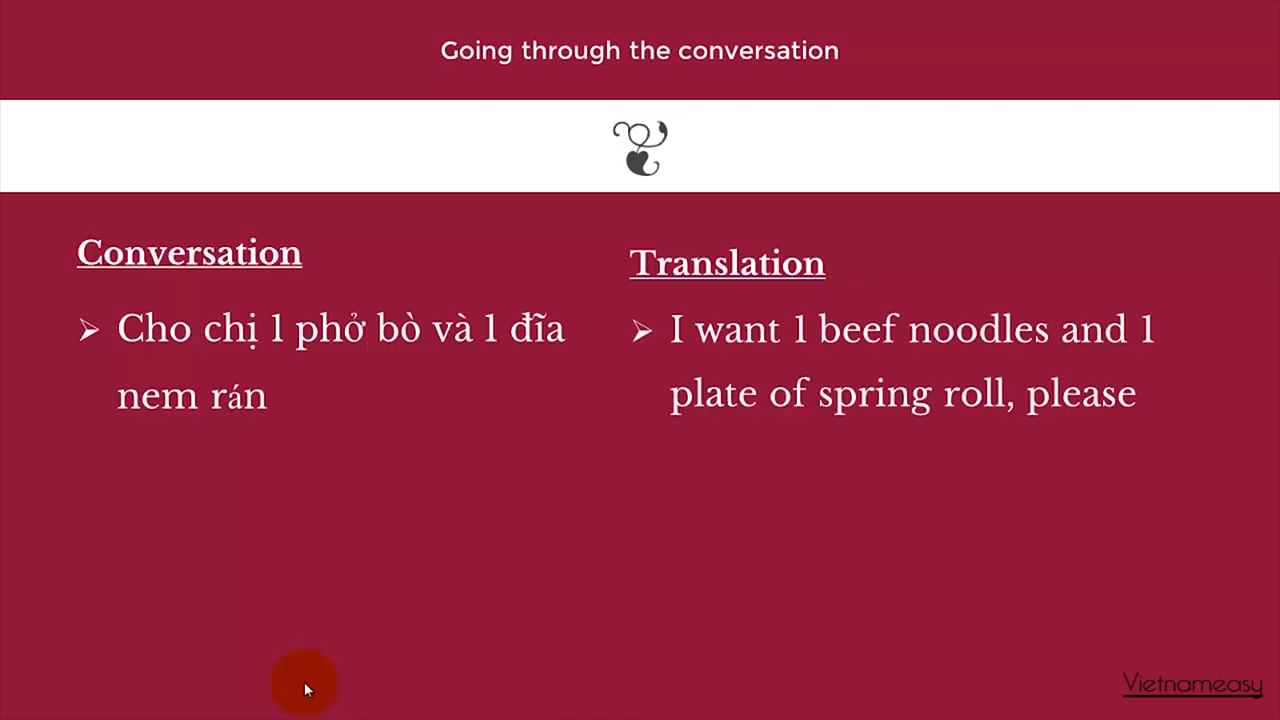 Going through the conversation
Conversation
Cho chị 1 phở bò và 1 đĩa
nem rán
Translation
I want 1 beef noodles and 1
plate of spring roll, please
Vietnameasy